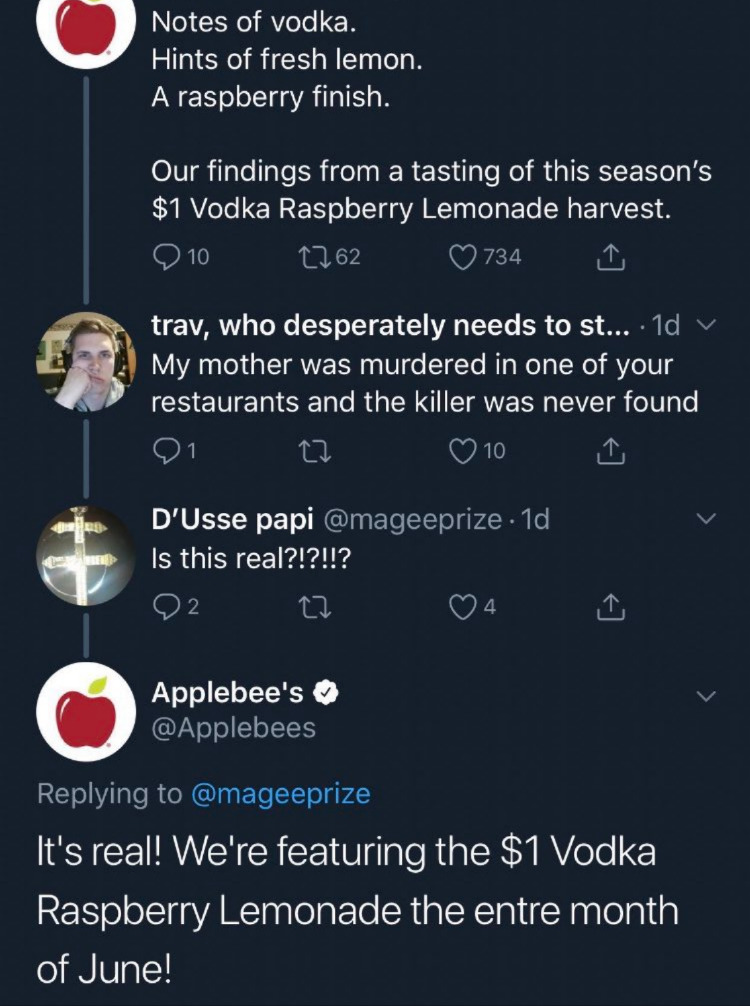 Notes of vodka.
Hints of fresh lemon.
A raspberry finish.
Our findings from a tasting of this season's
$1 Vodka Raspberry Lemonade harvest.
10 62 734
trav, who desperately needs to st... · 1d
My mother was murdered in one of your
restaurants and the killer was never found
1 10
D'Usse papi @mageeprize · 1d
Is this real?!?!!?
2 4
Applebee's
@Applebees
Replying to @mageeprize
It's real! We're featuring the $1 Vodka
Raspberry Lemonade the entre month
of June!